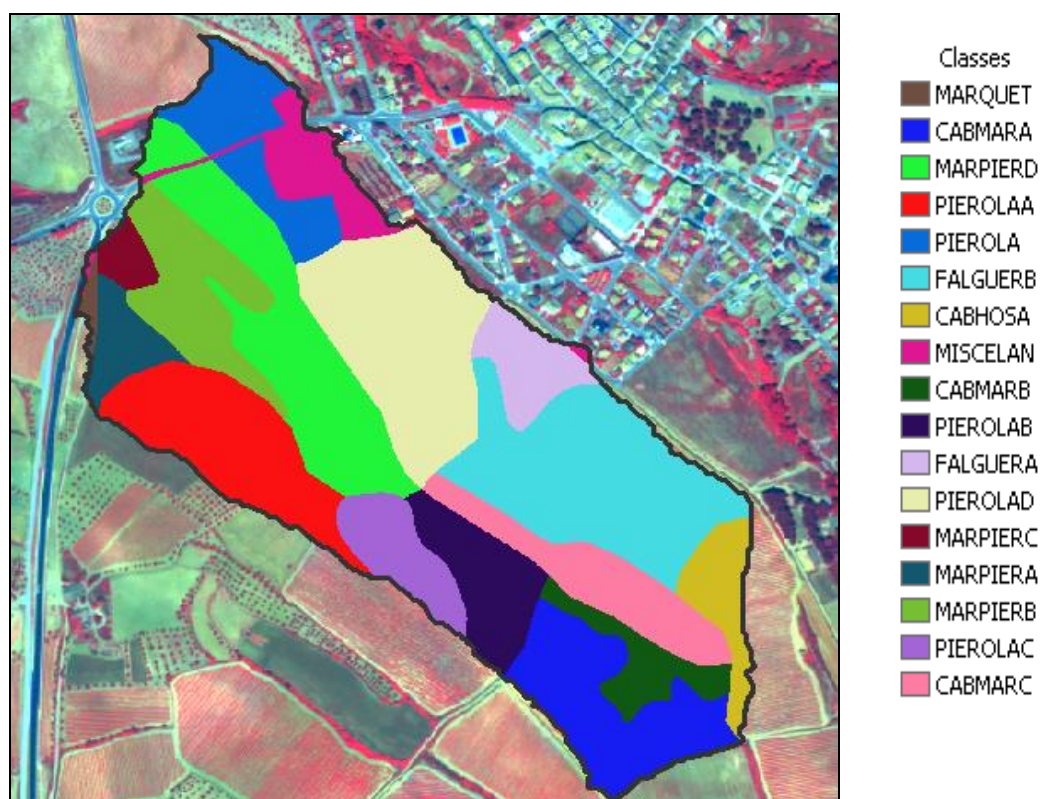 Classes
MARQUET
CABMARA
MARPIERD
PIEROLAA
PIEROLA
FALGUERB
CABHOSA
MISCELAN
CABMARB
PIEROLAB
FALGUERA
PIEROLAD
MARPIERC
MARPIERA
MARPIERB
PIEROLAC
CABMARC